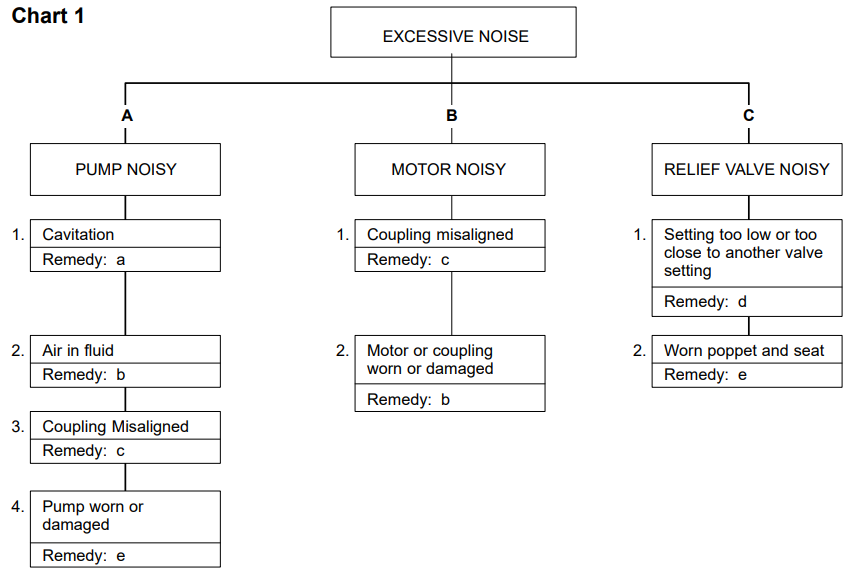 Chart 1
EXCESSIVE NOISE
A
B
C
PUMP NOISY
MOTOR NOISY
RELIEF VALVE NOISY
1. Cavitation
Remedy: a
2. Air in fluid
Remedy: b
3. Coupling Misaligned
Remedy: c
4. Pump worn or
damaged
Remedy: e
1. Coupling misaligned
Remedy: c
2. Motor or coupling
worn or damaged
Remedy: b
1. Setting too low or too
close to another valve
setting
Remedy: d
2. Worn poppet and seat
Remedy: e